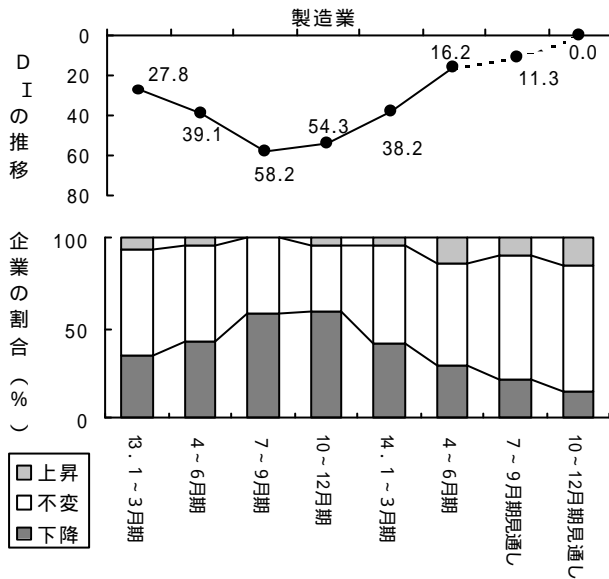 製造業
DIの推移
0
20
40
60
80
27.8
39.1
58.2
54.3
38.2
16.2
11.3
0.0
企業の割合(%)
100
50
0
13.1~3月期
4~6月期
7~9月期
10~12月期
14.1~3月期
4~6月期
7~9月期見通し
10~12月期見通し
上昇
不変
下降